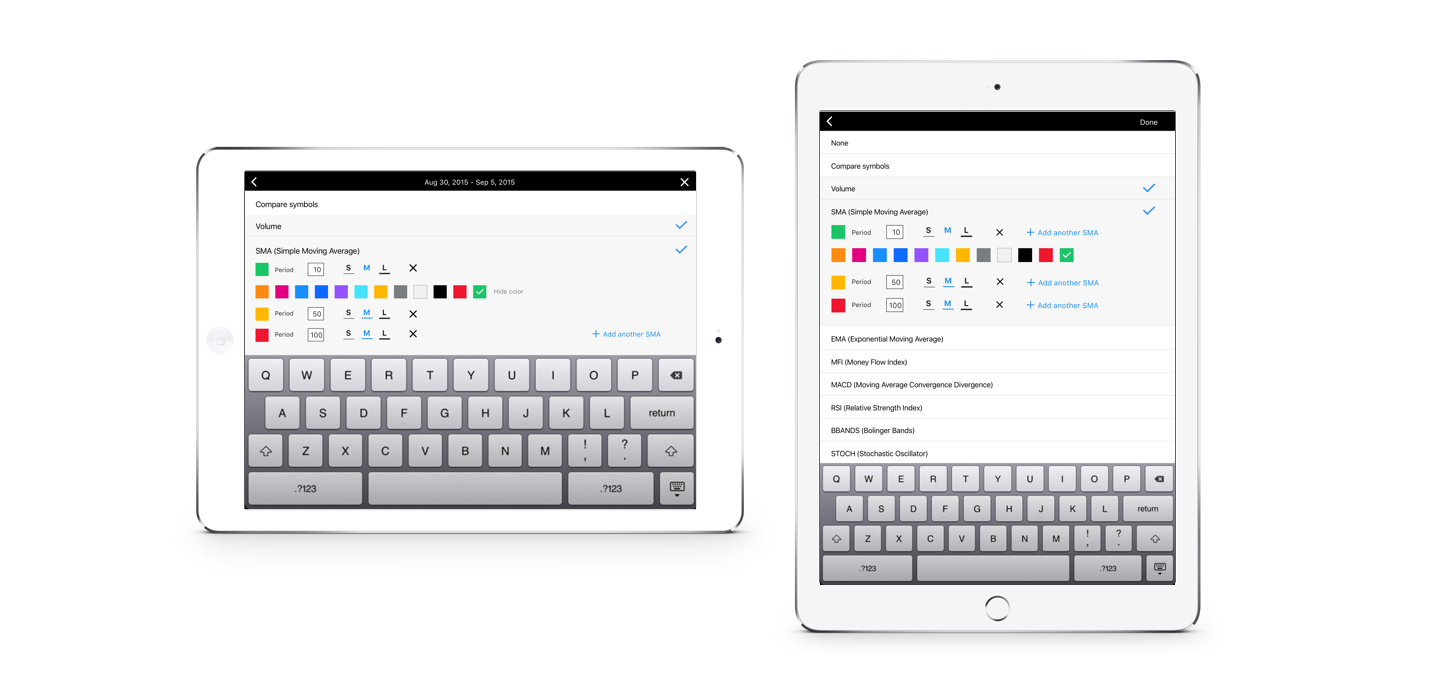 Aug 30, 2015 - Sep 5, 2015
Compare symbols
Volume
SMA (Simple Moving Average)
Period 10 S M L
Hide color
Period 50 S M L
Period 100 S M L + Add another SMA
Q W E R T Y U I O P
A S D F G H J K L return
Z X C V B N M ! , ? .
.?123 .?123
Done
None
Compare symbols
Volume
SMA (Simple Moving Average)
Period 10 S M L + Add another SMA
Period 50 S M L + Add another SMA
Period 100 S M L + Add another SMA
EMA (Exponential Moving Average)
MFI (Money Flow Index)
MACD (Moving Average Convergence Divergence)
RSI (Relative Strength Index)
BBANDS (Bolinger Bands)
STOCH (Stochastic Oscillator)
Q W E R T Y U I O P
A S D F G H J K L return
Z X C V B N M ! , ? .
.?123 .?123